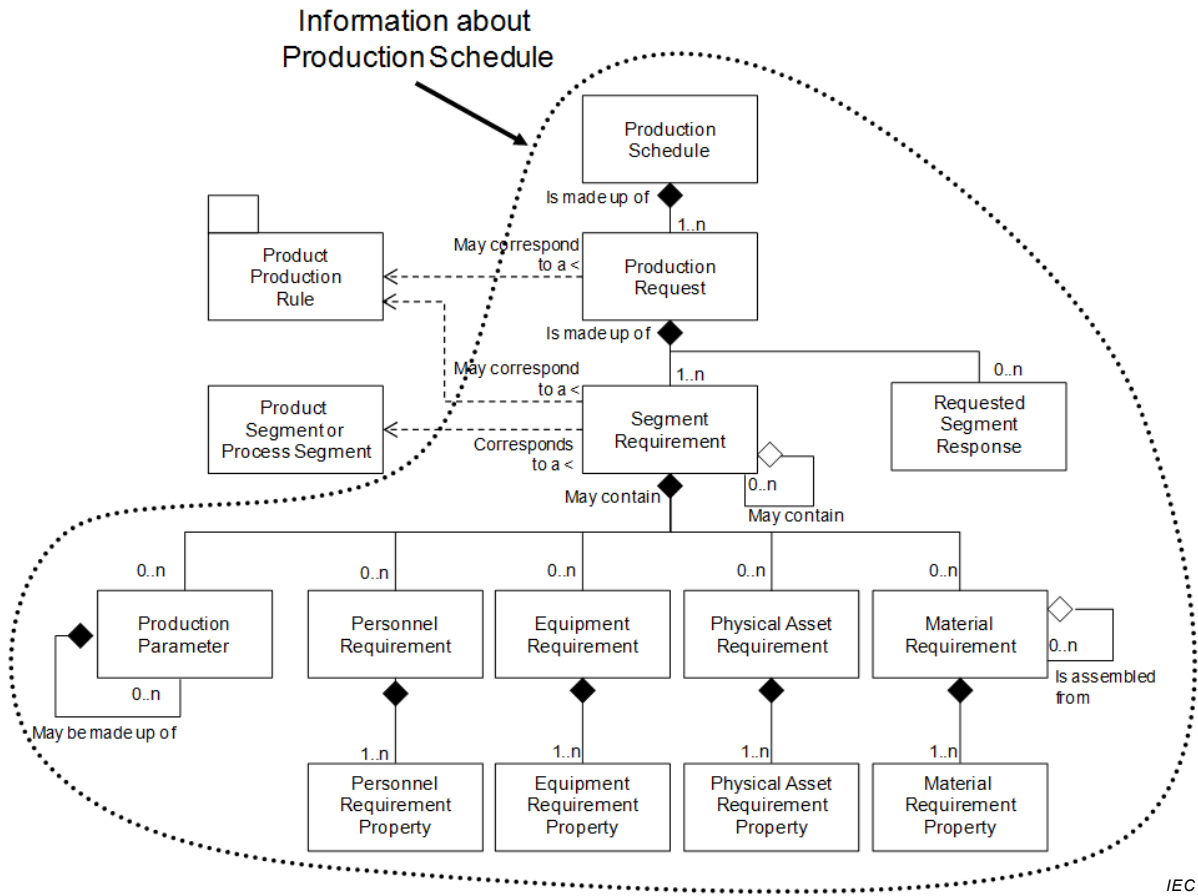 Information about
Production Schedule
Production
Schedule
Is made up of
1..n
May correspond
to a <
Product
Production
Rule
Production
Request
Is made up of
May correspond
to a <
1..n
0..n
Product
Segment or
Process Segment
Segment
Requirement
Requested
Segment
Response
Corresponds
to a <
0..n
May contain
May contain
0..n
0..n
0..n
0..n
0..n
Production
Parameter
Personnel
Requirement
Equipment
Requirement
Physical Asset
Requirement
Material
Requirement
0..n
0..n
Is assembled
from
May be made up of
1..n
1..n
1..n
1..n
Personnel
Requirement
Property
Equipment
Requirement
Property
Physical Asset
Requirement
Property
Material
Requirement
Property
IEC